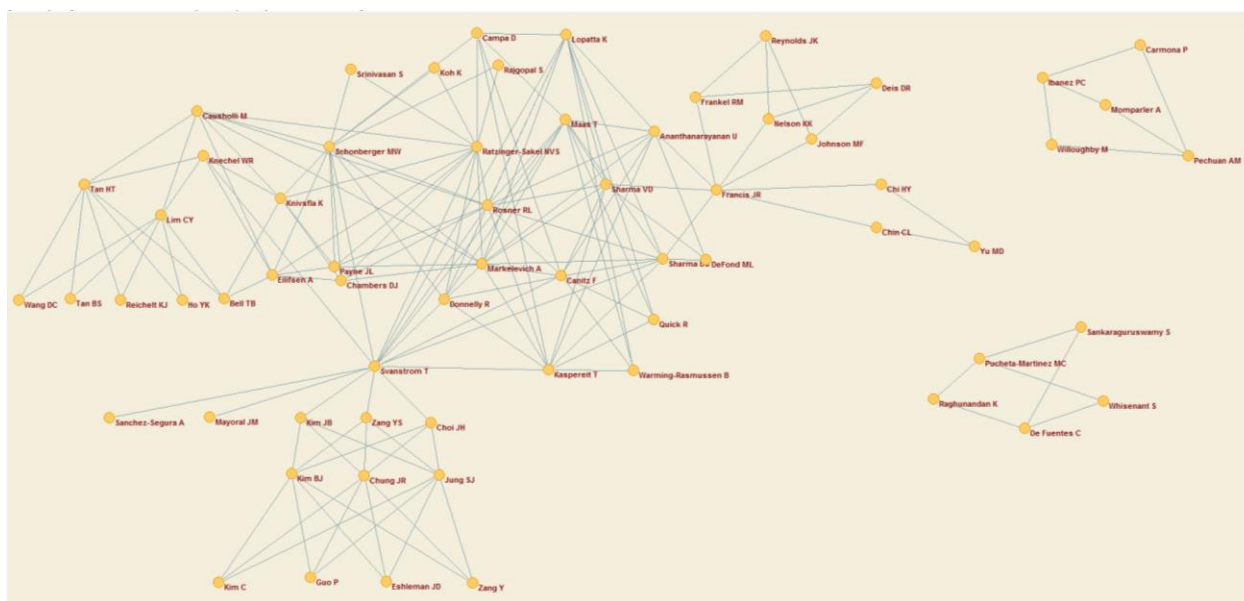 Campa D
Lopatta K
Reynolds JK
Carmona P
Srinivasan S
Koh K
Rajgopal S
Ibanez PC
Deis DR
Frankel RM
Momparler A
Causholli M
Maas T
Nelson KK
Ananthanarayanan U
Johnson MF
Schonberger MW
Ratzinger-Sakel NVS
Willoughby M
Pechuan AM
Knechel WR
Tan HT
Sharma VD
Chi HY
Francis JR
Knivsfla K
Rosner RL
Lim CY
Chin CL
Yu MD
Sharma
DeFond ML
Markelevich A
Payne JL
Eilifsen A
Chambers DJ
Canitz F
Wang DC
Tan BS
Reichelt KJ
Ho YK
Bell TB
Donnelly R
Quick R
Sankaraguruswamy S
Pucheta-Martinez MC
Svanstrom T
Kaspereit T
Warming-Rasmussen B
Raghunandan K
Whisenant S
Sanchez-Segura A
Mayoral JM
Kim JB
Zang YS
Choi JH
De Fuentes C
Kim BJ
Chung JR
Jung SJ
Kim C
Guo P
Eshleman JD
Zang Y